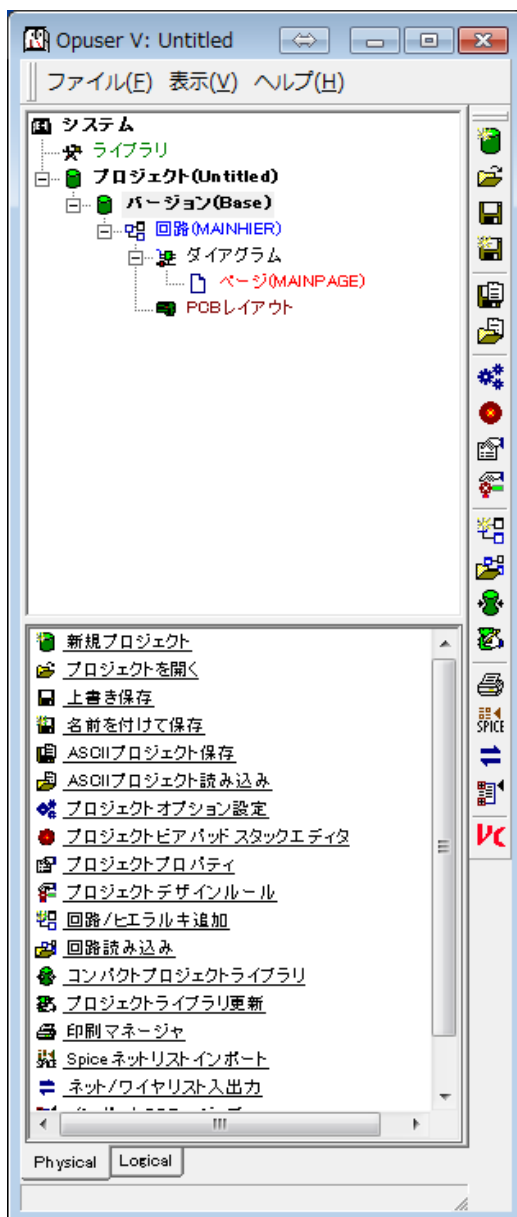 Opuser V: Untitled
ファイル(F) 表示(V) ヘルプ(H)
システム
ライブラリ
プロジェクト(Untitled)
バージョン(Base)
回路(MAINHIER)
ダイアグラム
ページ(MAINPAGE)
PCBレイアウト
新規プロジェクト
プロジェクトを開く
上書き保存
名前を付けて保存
ASCIIプロジェクト保存
ASCIIプロジェクト読み込み
プロジェクトオプション設定
プロジェクトビアパッドスタックエディタ
プロジェクトプロパティ
プロジェクトデザインルール
回路/ヒエラルキ追加
回路読み込み
コンパクトプロジェクトライブラリ
プロジェクトライブラリ更新
印刷マネージャ
Spiceネットリストインポート
ネット/ワイヤリスト入出力
SPICE
VC
Physical Logical